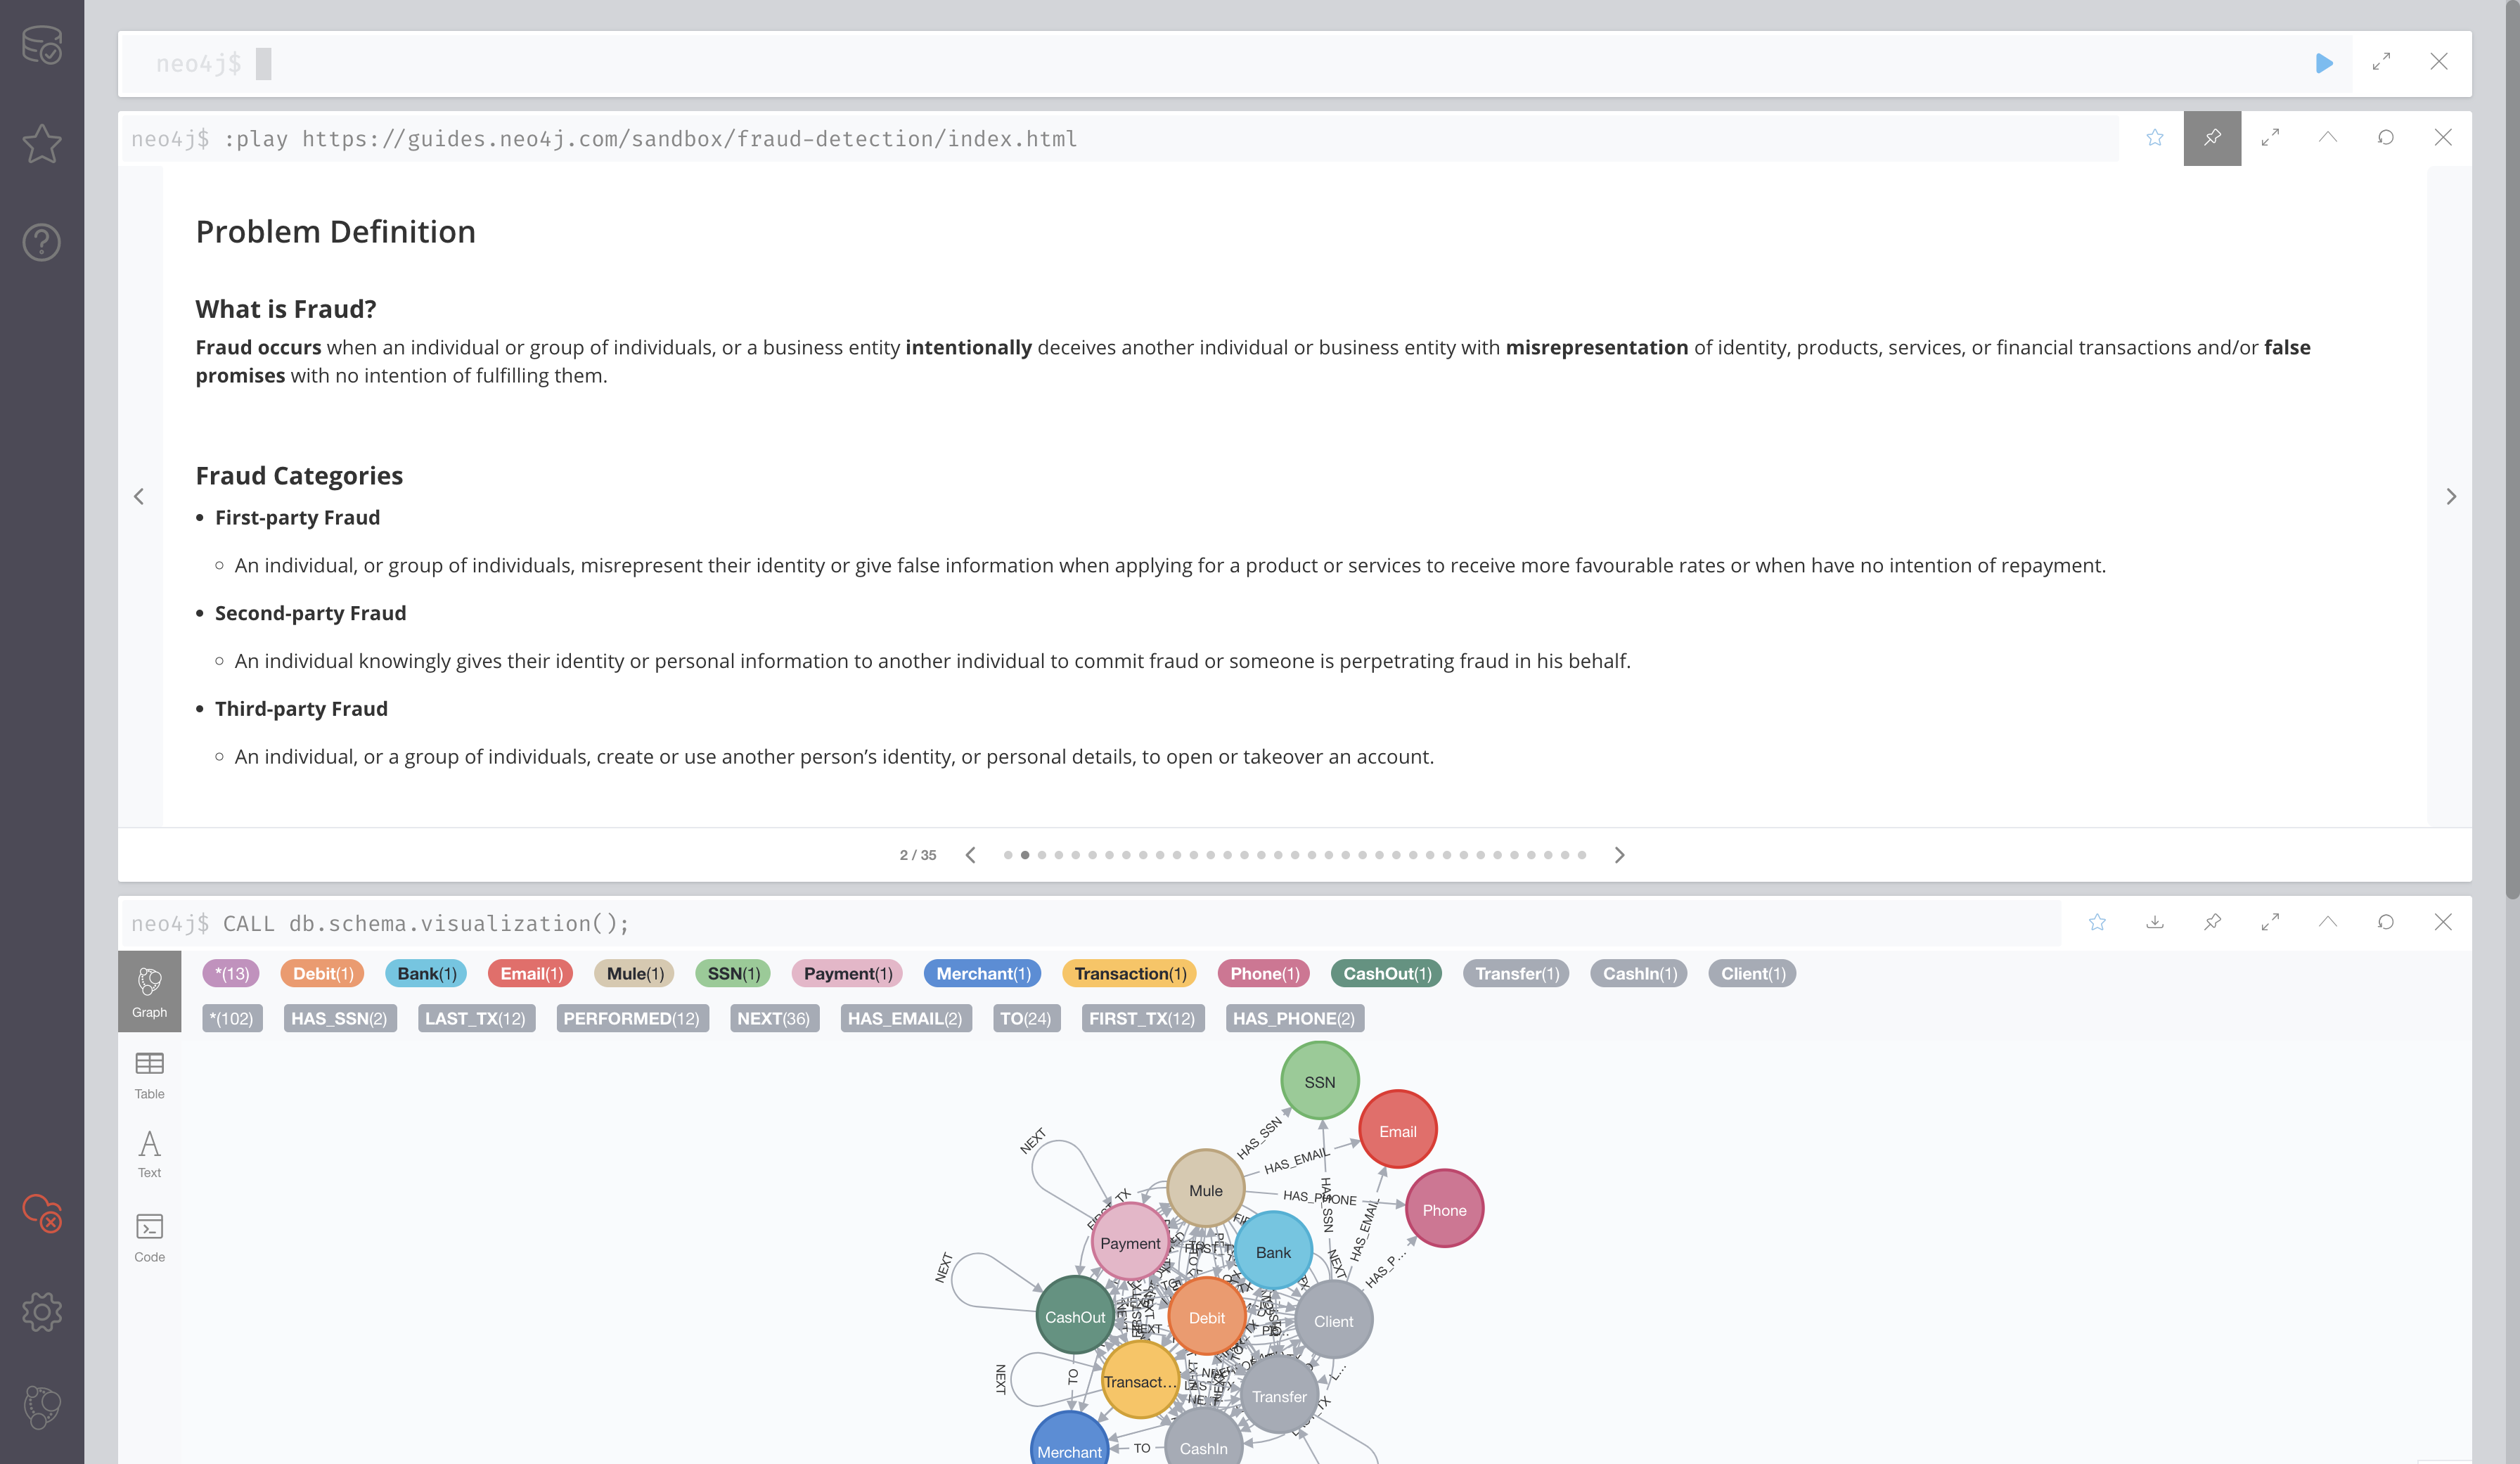 neo4j$
neo4j$ :play https://guides.neo4j.com/sandbox/fraud-detection/index.html
Problem Definition
What is Fraud?
Fraud occurs when an individual or group of individuals, or a business entity intentionally deceives another individual or business entity with misrepresentation of identity, products, services, or financial transactions and/or false
promises with no intention of fulfilling them.
Fraud Categories
• First-party Fraud
○ An individual, or group of individuals, misrepresent their identity or give false information when applying for a product or services to receive more favourable rates or when have no intention of repayment.
• Second-party Fraud
○ An individual knowingly gives their identity or personal information to another individual to commit fraud or someone is perpetrating fraud in his behalf.
• Third-party Fraud
○ An individual, or a group of individuals, create or use another person’s identity, or personal details, to open or takeover an account.
2 / 35
neo4j$ CALL db.schema.visualization();
*(13) Debit(1) Bank(1) Email(1) Mule(1) SSN(1) Payment(1) Merchant(1) Transaction(1) Phone(1) CashOut(1) Transfer(1) CashIn(1) Client(1)
Graph
*(102) HAS_SSN(2) LAST_TX(12) PERFORMED(12) NEXT(36) HAS_EMAIL(2) TO(24) FIRST_TX(12) HAS_PHONE(2)
Table
Text
Code
SSN
Email
HAS_SSN
NEXT
HAS_EMAIL
Mule
HAS_PHONE
Phone
HAS_SSN
HAS_EMAIL
Payment
Bank
NEXT
NEXT
HAS_P...
CashOut
Debit
Client
NEXT
TO
Transact...
Transfer
L...
Merchant
TO
CashIn